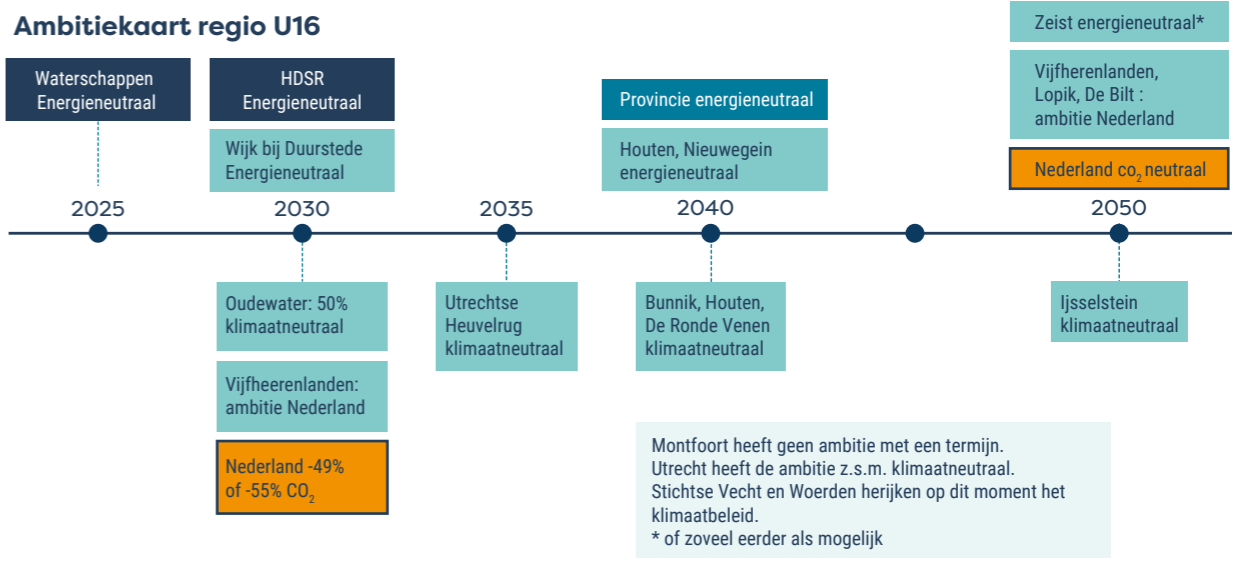 Ambitiekaart regio U16
Waterschappen
Energieneutraal
HDSR
Energieneutraal
Wijk bij Duurstede
Energieneutraal
Provincie energieneutraal
Houten, Nieuwegein
energieneutraal
Zeist energieneutraal*
Vijfherenlanden,
Lopik, De Bilt :
ambitie Nederland
Nederland co₂ neutraal
2025
2030
2035
2040
2050
Oudewater: 50%
klimaatneutraal
Vijfheerenlanden:
ambitie Nederland
Nederland -49%
of -55% CO₂
Utrechtse
Heuvelrug
klimaatneutraal
Bunnik, Houten,
De Ronde Venen
klimaatneutraal
Ijsselstein
klimaatneutraal
Montfoort heeft geen ambitie met een termijn.
Utrecht heeft de ambitie z.s.m. klimaatneutraal.
Stichtse Vecht en Woerden herijken op dit moment het
klimaatbeleid.
* of zoveel eerder als mogelijk